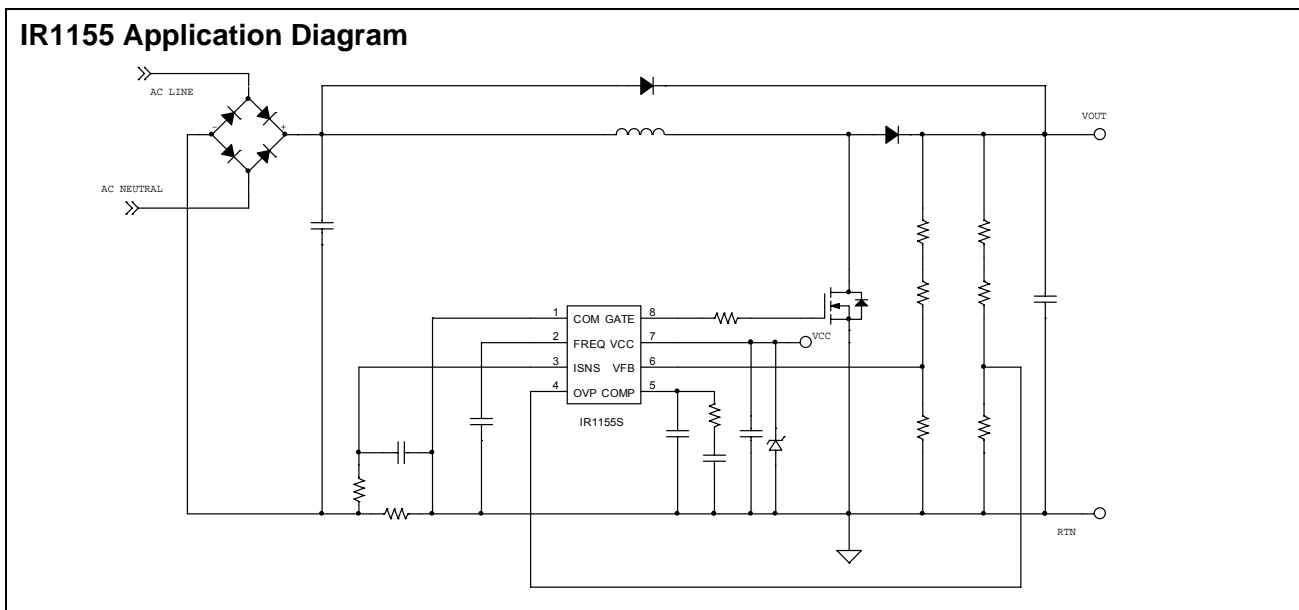 IR1155 Application Diagram
AC LINE
- +
VOUT
AC NEUTRAL
1 COM GATE 8
VCC
2 FREQ VCC 7
3 ISNS VFB 6
4 OVP COMP 5
IR1155S
RTN